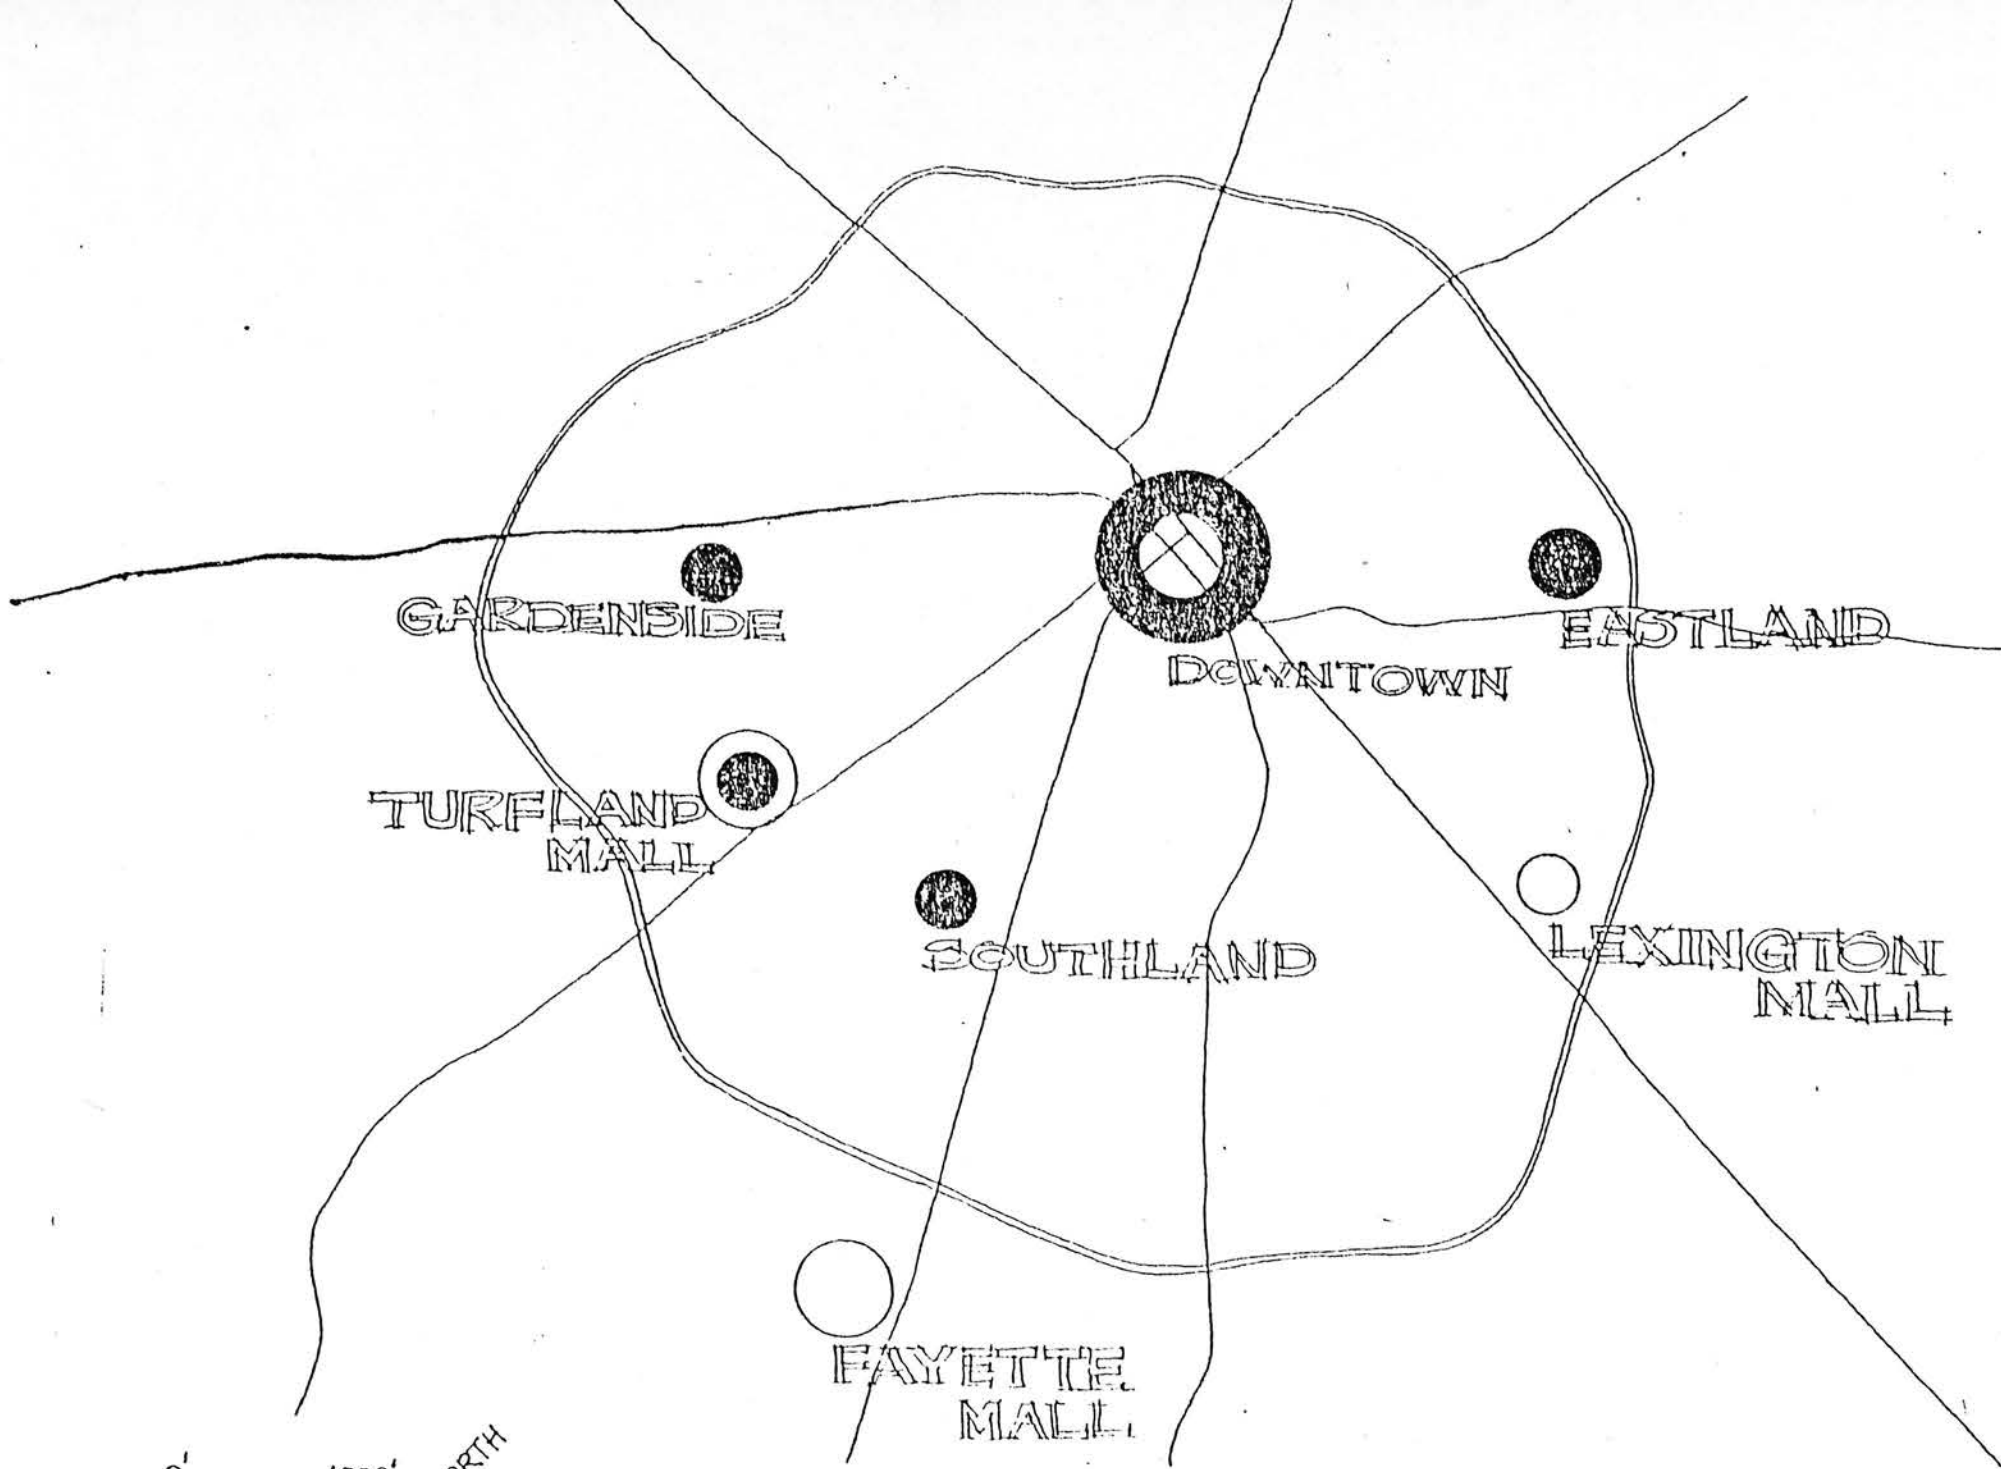 GARDENSIDE
EASTLAND
DOWNTOWN
TURFLAND
MALL
SOUTHLAND
LEXINGTON
MALL
FAYETTE
MALL